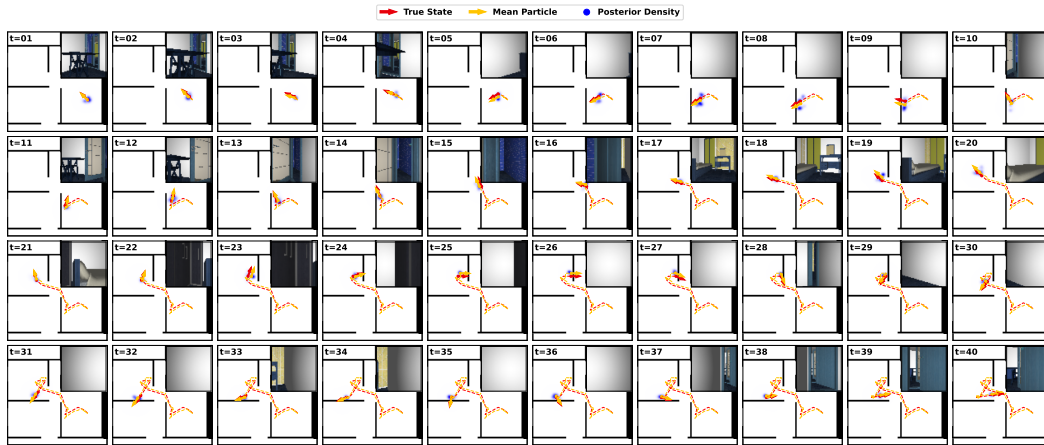 True State Mean Particle Posterior Density
t=01 t=02 t=03 t=04 t=05 t=06 t=07 t=08 t=09 t=10
t=11 t=12 t=13 t=14 t=15 t=16 t=17 t=18 t=19 t=20
t=21 t=22 t=23 t=24 t=25 t=26 t=27 t=28 t=29 t=30
t=31 t=32 t=33 t=34 t=35 t=36 t=37 t=38 t=39 t=40